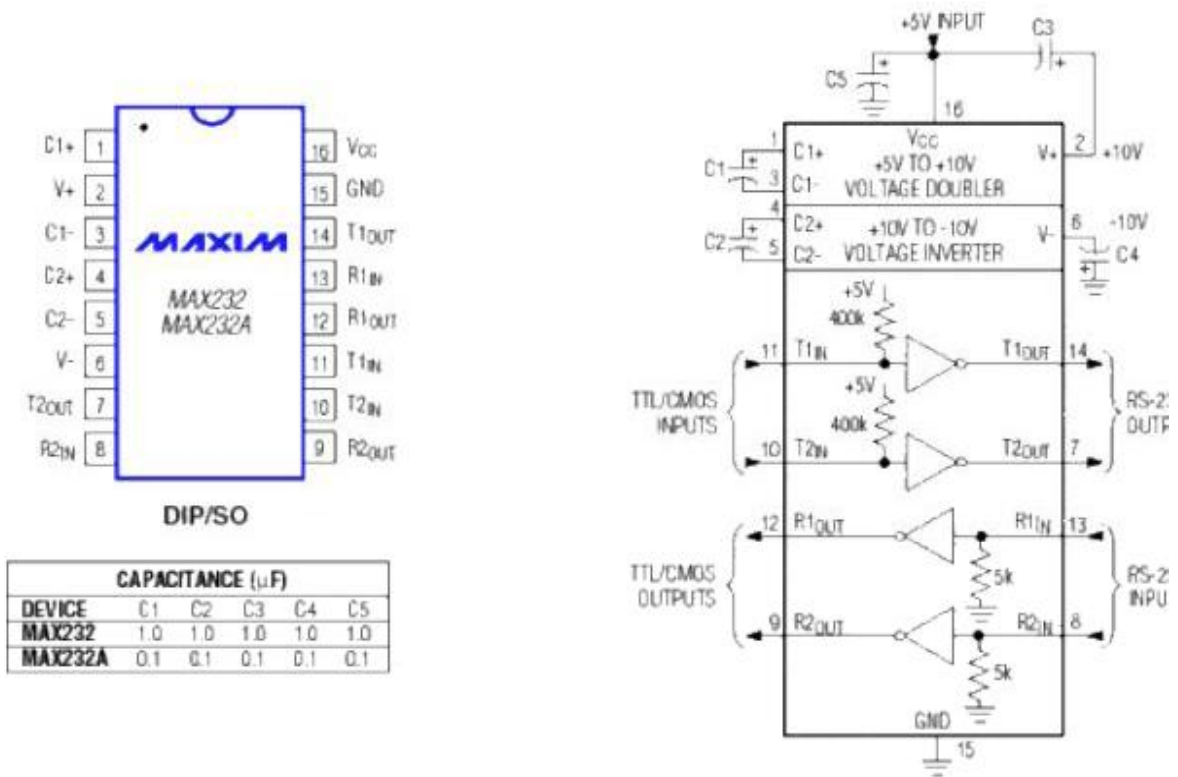 C1+ 1
V+ 2
C1- 3
C2+ 4
C2- 5
V- 6
T2OUT 7
R2IN 8
16 VCC
15 GND
14 T1OUT
13 R1IN
12 R1OUT
11 T1IN
10 T2IN
9 R2OUT
MAXIM
MAX232
MAX232A
DIP/SO
CAPACITANCE (µF)
DEVICE C1 C2 C3 C4 C5
MAX232 1.0 1.0 1.0 1.0 1.0
MAX232A 0.1 0.1 0.1 0.1 0.1
+5V INPUT
C3
C5
16
VCC
+5V TO +10V
VOLTAGE DOUBLER
1
C1+
C1
3
C1-
V+
2
+10V
4
C2+
C2
5
C2-
+10V TO -10V
VOLTAGE INVERTER
V-
6
-10V
C4
+5V
400k
11 T1IN
T1OUT 14
+5V
400k
TTL/CMOS
INPUTS
RS-23
OUTP
10 T2IN
T2OUT 7
12 R1OUT
R1IN 13
5k
TTL/CMOS
OUTPUTS
RS-23
INPU
9 R2OUT
R2IN 8
5k
GND
15